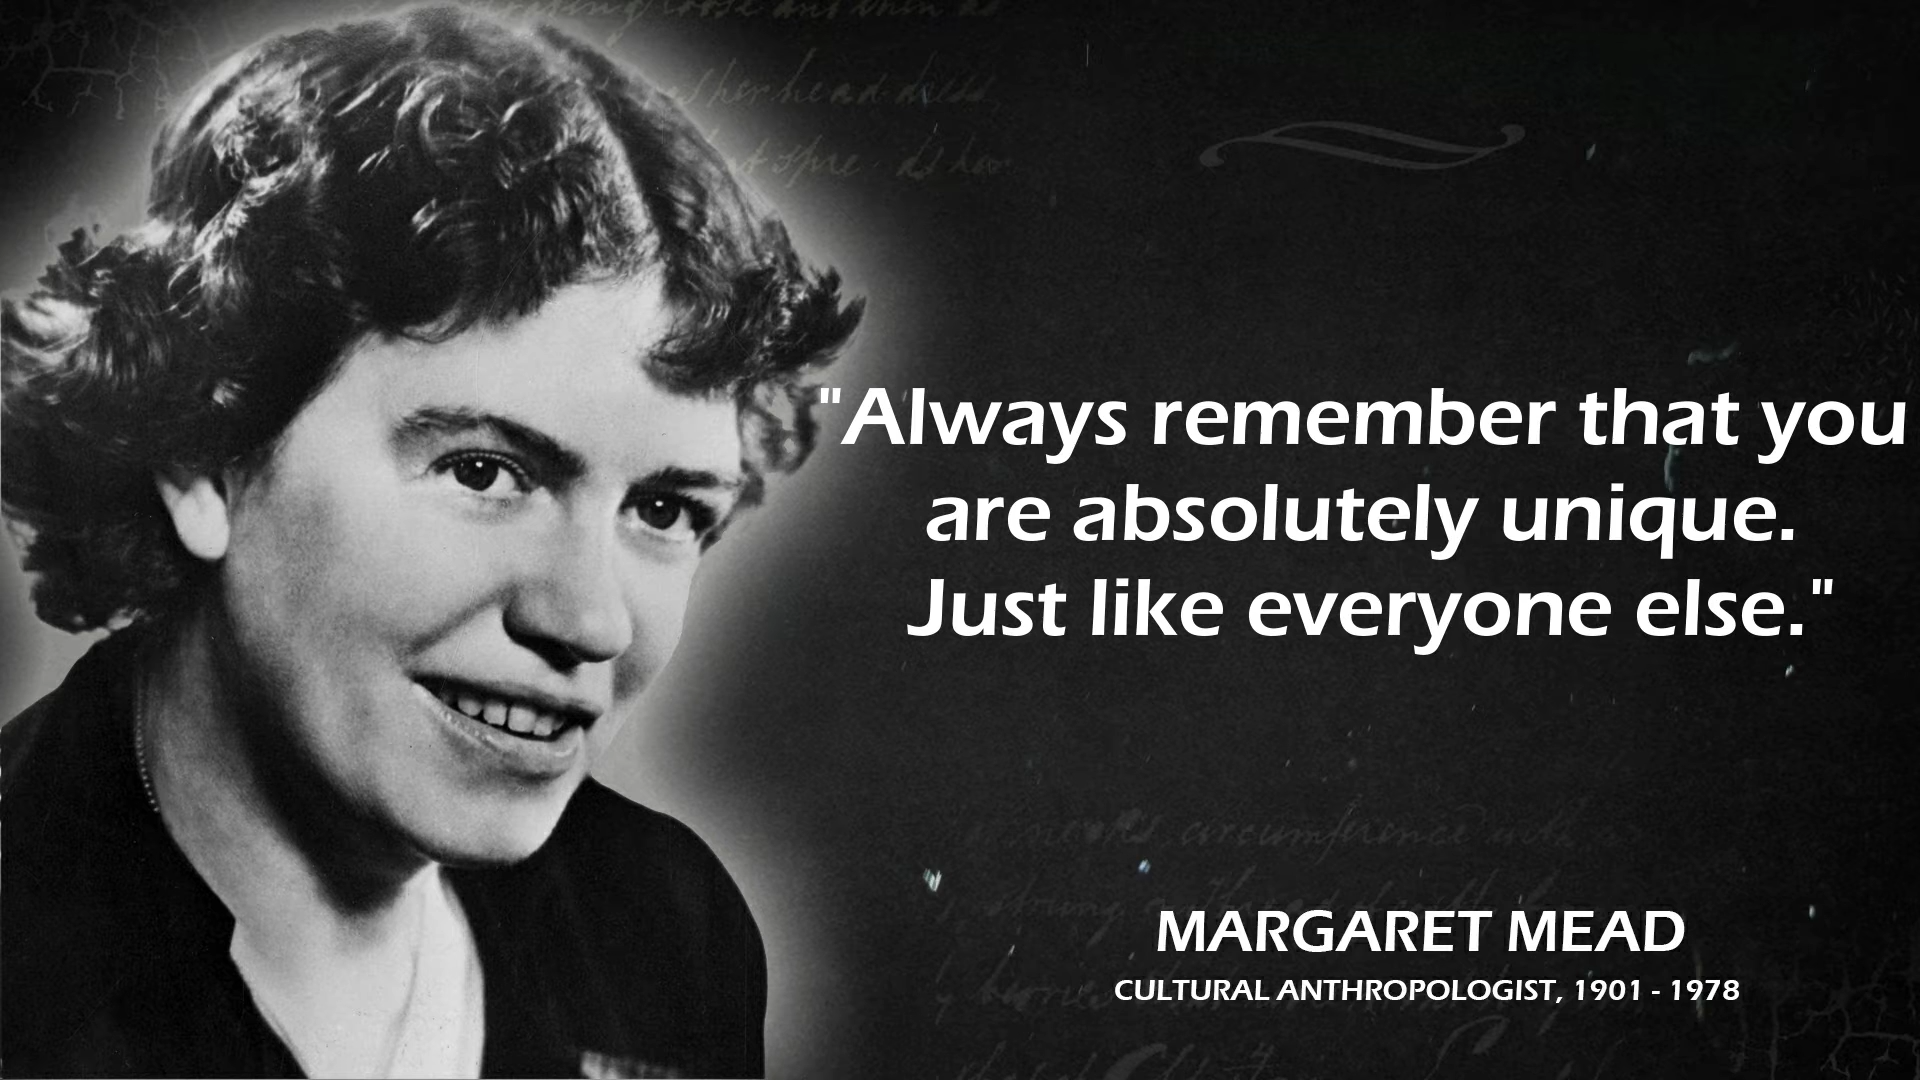 "Always remember that you
are absolutely unique.
Just like everyone else."
MARGARET MEAD
CULTURAL ANTHROPOLOGIST, 1901 - 1978